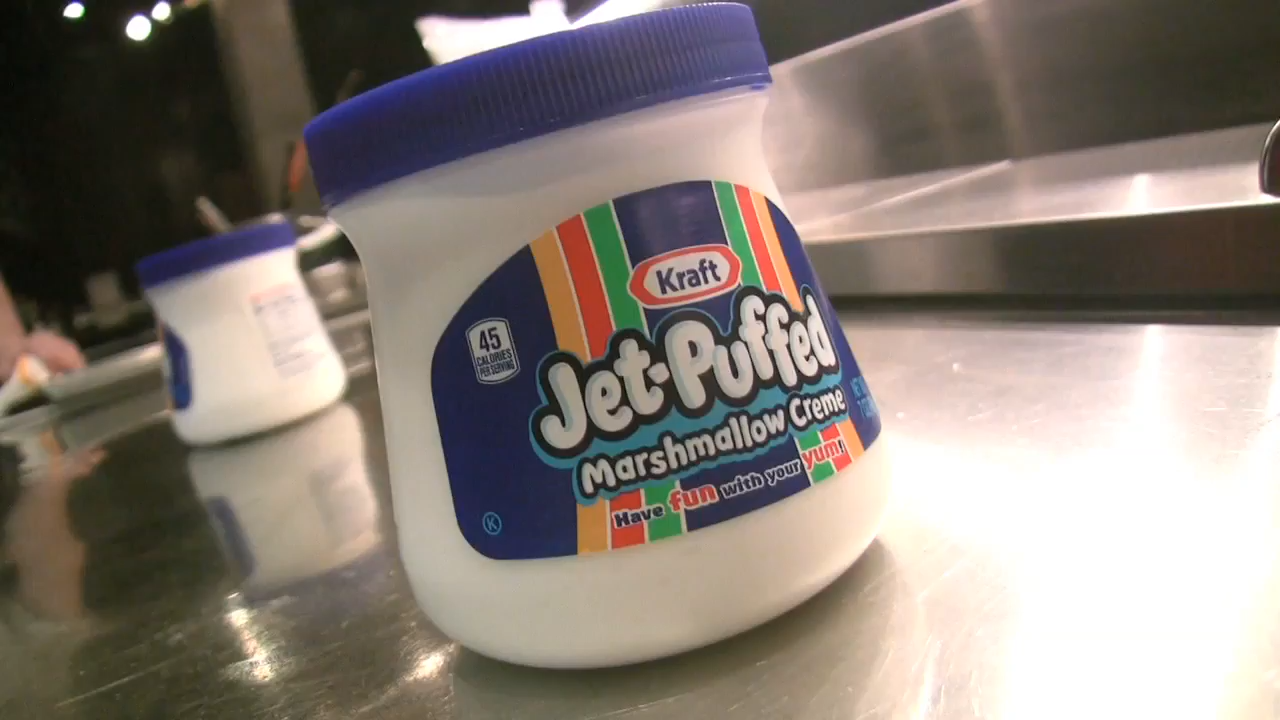 Kraft
45
CALORIES
PER SERVING
Jet-Puffed
Marshmallow Creme
Have fun with your yum!
K